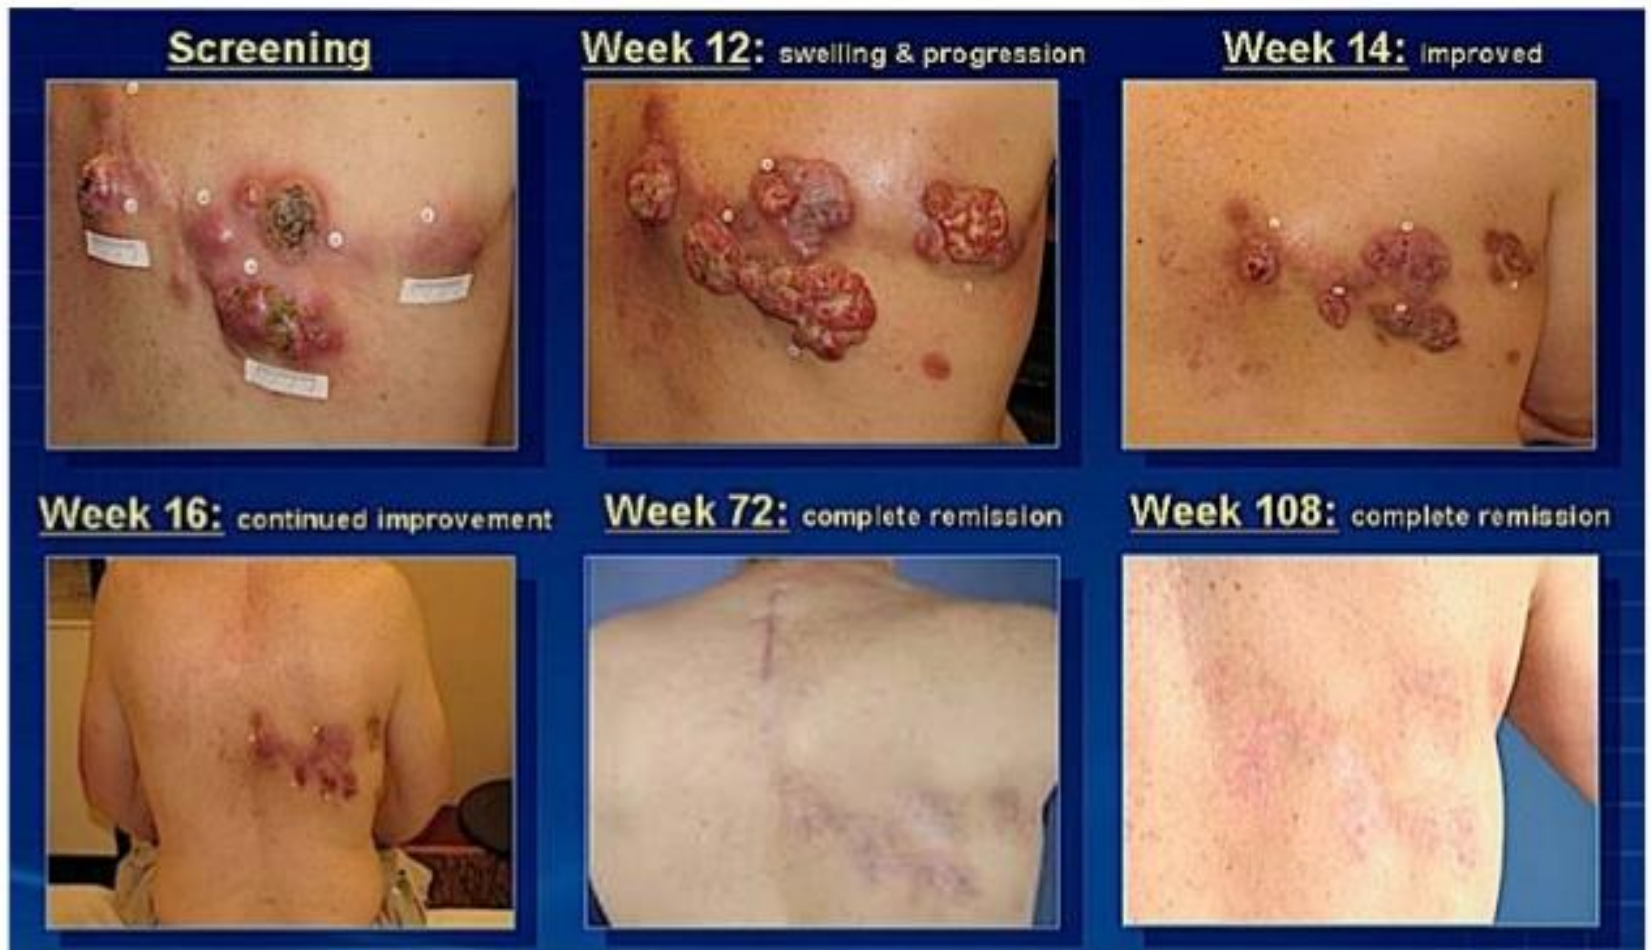 Screening
Week 12: swelling & progression
Week 14: improved
Week 16: continued improvement
Week 72: complete remission
Week 108: complete remission